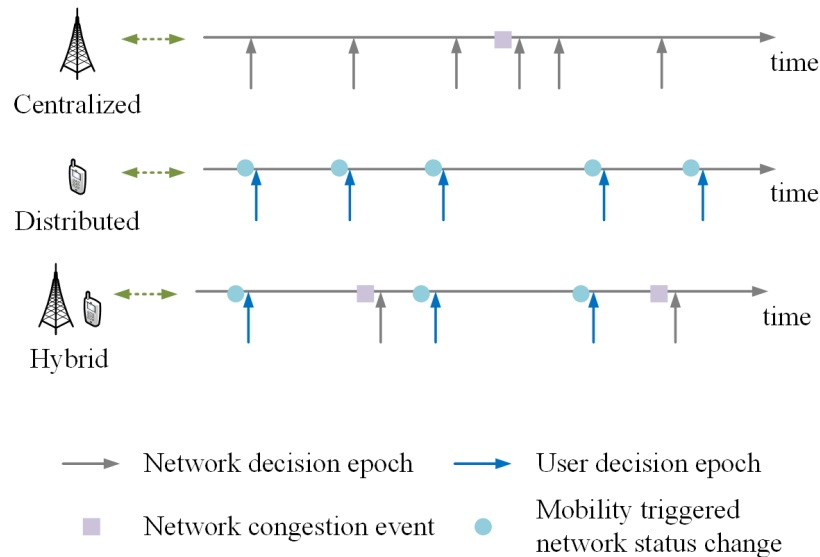 time
Centralized
time
Distributed
time
Hybrid
Network decision epoch
User decision epoch
Network congestion event
Mobility triggered
network status change